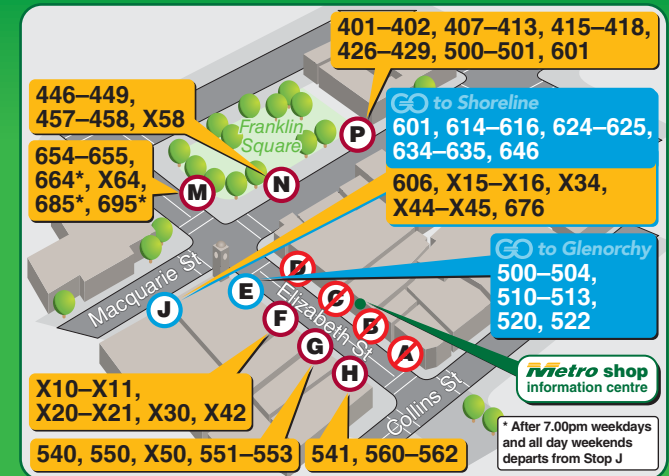 401–402, 407–413, 415–418,
426–429, 500–501, 601
446–449,
457–458, X58
GO to Shoreline
601, 614–616, 624–625,
634–635, 646
Franklin
Square
P
654–655,
664*, X64,
685*, 695*
606, X15–X16, X34,
X44–X45, 676
M
N
GO to Glenorchy
500–504,
510–513,
520, 522
Macquarie St
D
E
C
J
Elizabeth St
B
F
A
G
H
Metro shop
information centre
Collins St
X10–X11,
X20–X21, X30, X42
540, 550, X50, 551–553
541, 560–562
* After 7.00pm weekdays
and all day weekends
departs from Stop J